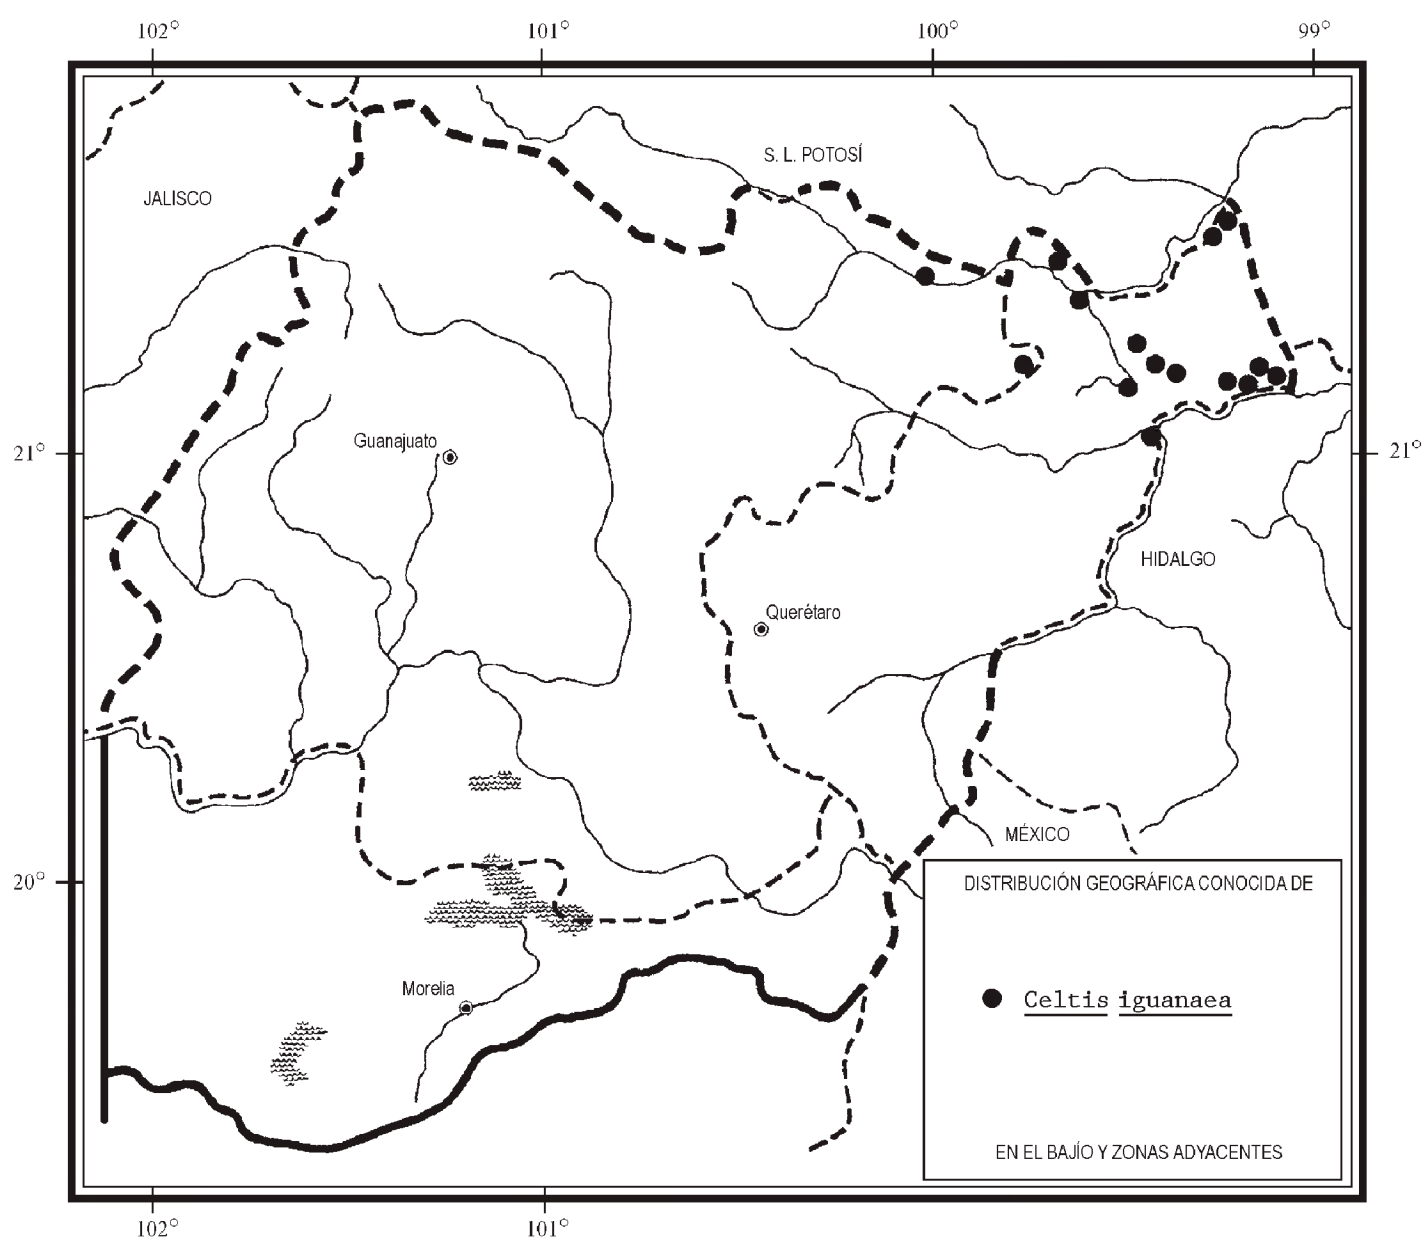 102° 101° 100° 99°
S. L. POTOSÍ
JALISCO
Guanajuato
21° 21°
HIDALGO
Querétaro
MÉXICO
20°
DISTRIBUCIÓN GEOGRÁFICA CONOCIDA DE
Morelia
Celtis iguanaea
EN EL BAJÍO Y ZONAS ADYACENTES
102° 101°